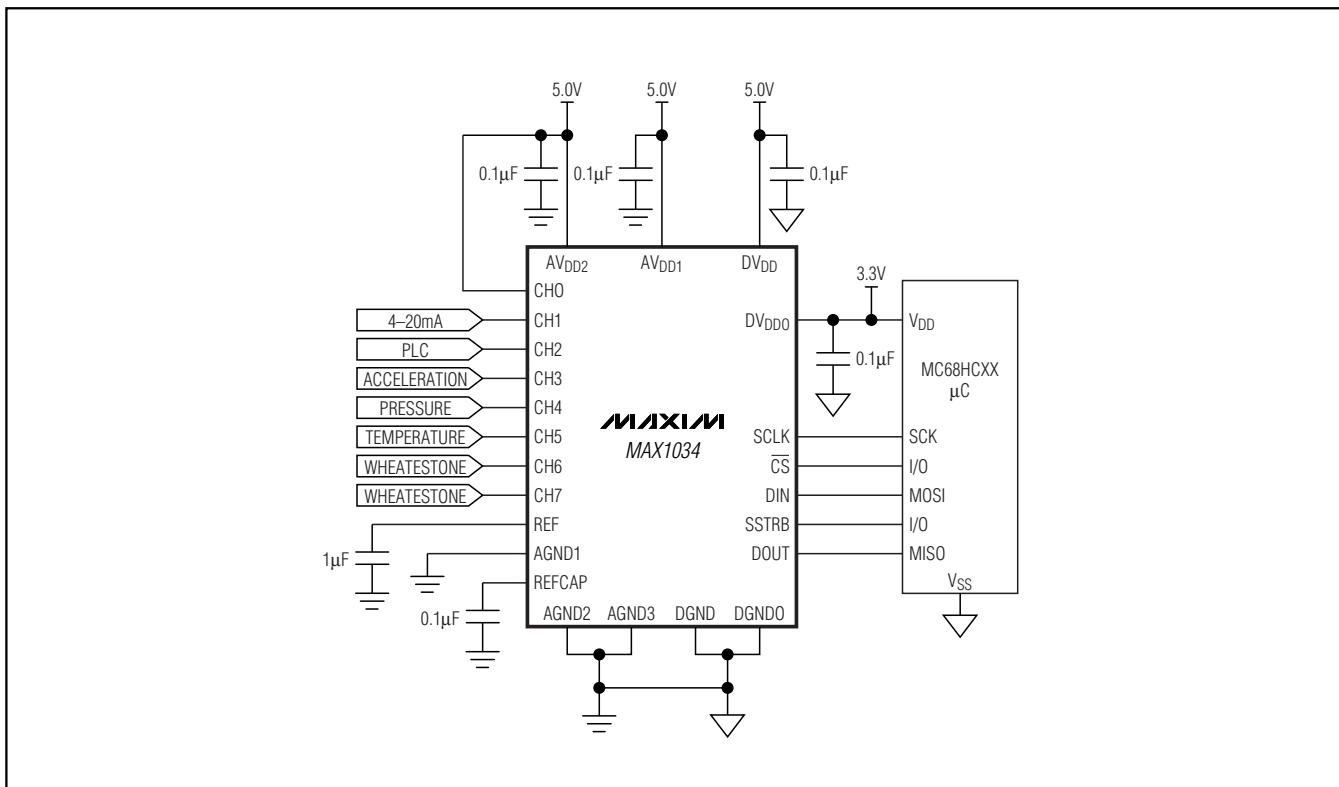 5.0V 5.0V 5.0V
0.1µF 0.1µF 0.1µF
AVDD2 AVDD1 DVDD
CH0
3.3V
4–20mA CH1 DVDDO VDD
PLC CH2
0.1µF
MC68HCXX
µC
ACCELERATION CH3
PRESSURE CH4
MAXIM
MAX1034
TEMPERATURE CH5 SCLK SCK
WHEATESTONE CH6 CS I/O
WHEATESTONE CH7 DIN MOSI
REF SSTRB I/O
1µF
AGND1 DOUT MISO
REFCAP VSS
0.1µF
AGND2 AGND3 DGND DGNDO